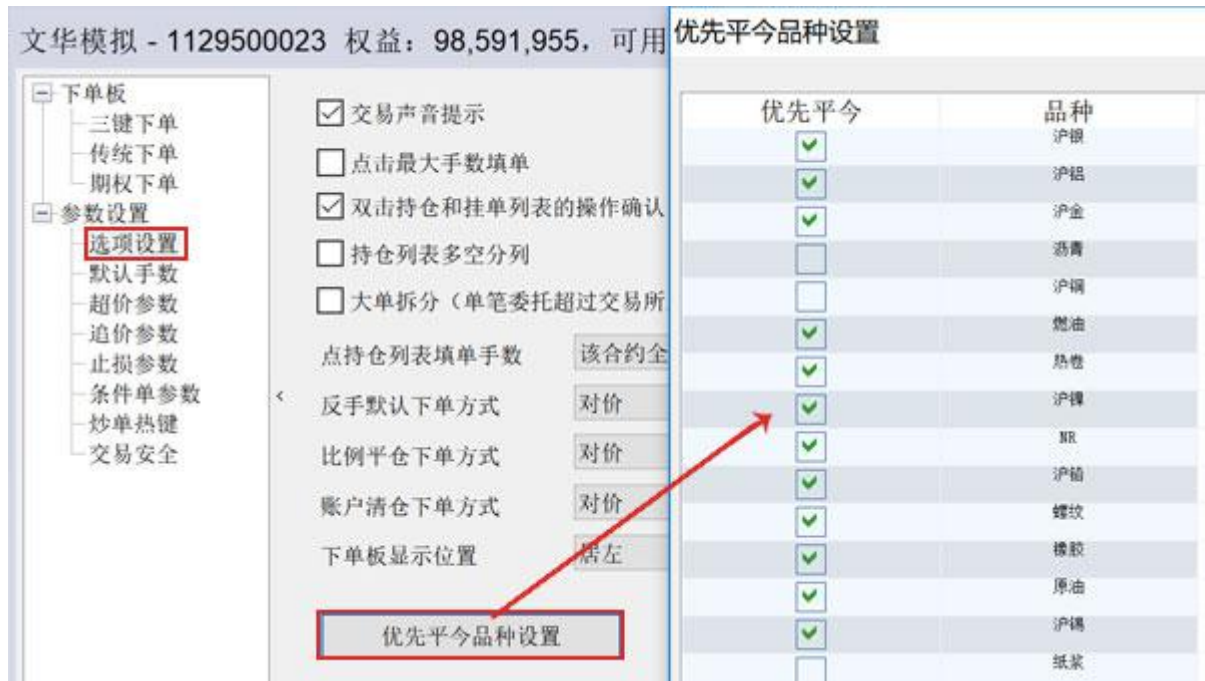 文华模拟 - 1129500023 权益：98,591,955，可用
下单板
三键下单
传统下单
期权下单
参数设置
选项设置
默认手数
超价参数
追价参数
止损参数
条件单参数
炒单热键
交易安全
<
交易声音提示
点击最大手数填单
双击持仓和挂单列表的操作确认
持仓列表多空分列
大单拆分（单笔委托超过交易所
点持仓列表填单手数 该合约全
反手默认下单方式 对价
比例平仓下单方式 对价
账户清仓下单方式 对价
下单板显示位置 居左
优先平今品种设置
优先平今品种设置
优先平今 品种
沪银
沪铝
沪金
沥青
沪铜
燃油
热卷
沪镍
NR
沪铅
螺纹
橡胶
原油
沪锡
纸浆